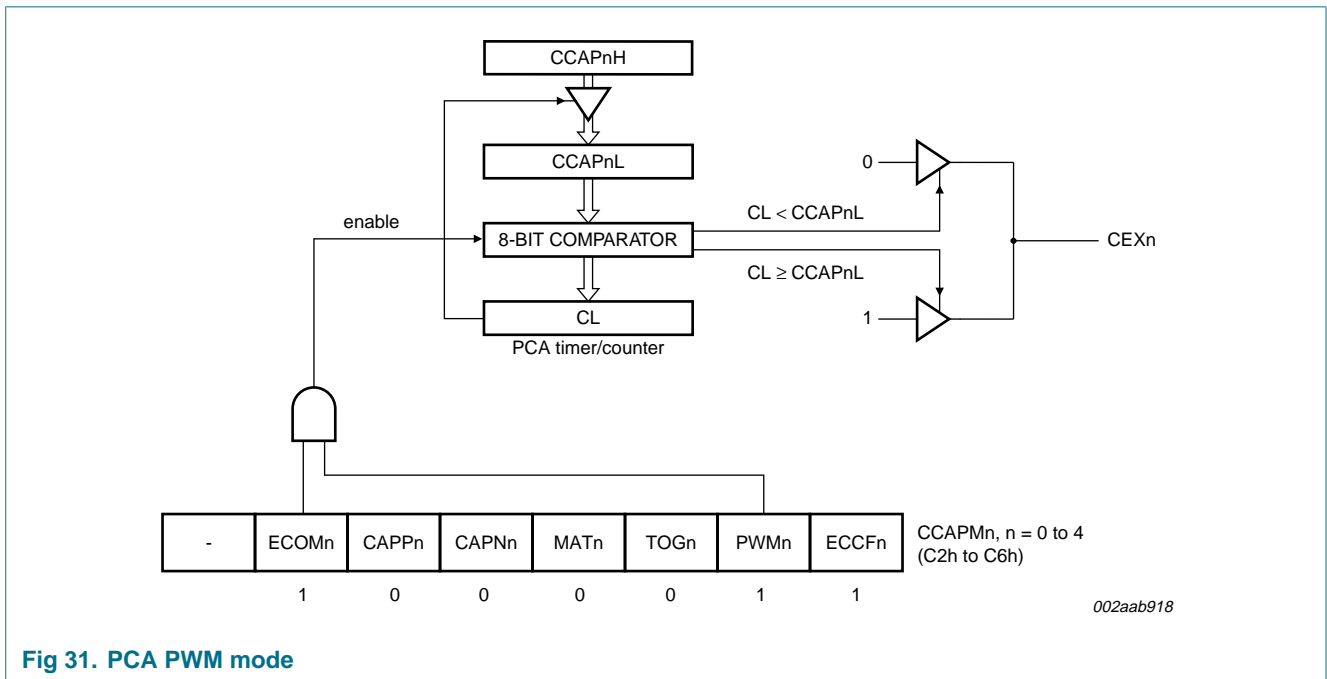 CCAPnH
CCAPnL
0
CL < CCAPnL
enable
8-BIT COMPARATOR
CEXn
CL ≥ CCAPnL
CL
1
PCA timer/counter
- ECOMn CAPPn CAPNn MATn TOGn PWMn ECCFn
CCAPMn, n = 0 to 4
(C2h to C6h)
1 0 0 0 0 1 1
002aab918
Fig 31. PCA PWM mode